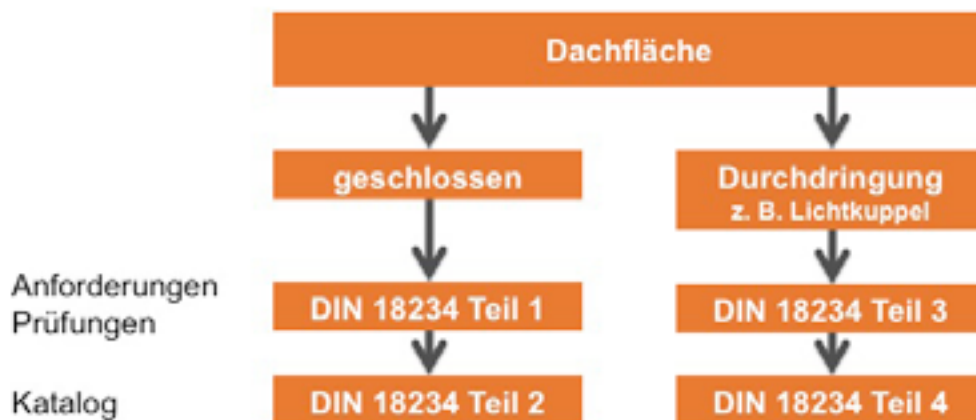 Dachfläche
geschlossen
Durchdringung
z. B. Lichtkuppel
Anforderungen
Prüfungen
DIN 18234 Teil 1
DIN 18234 Teil 3
Katalog
DIN 18234 Teil 2
DIN 18234 Teil 4